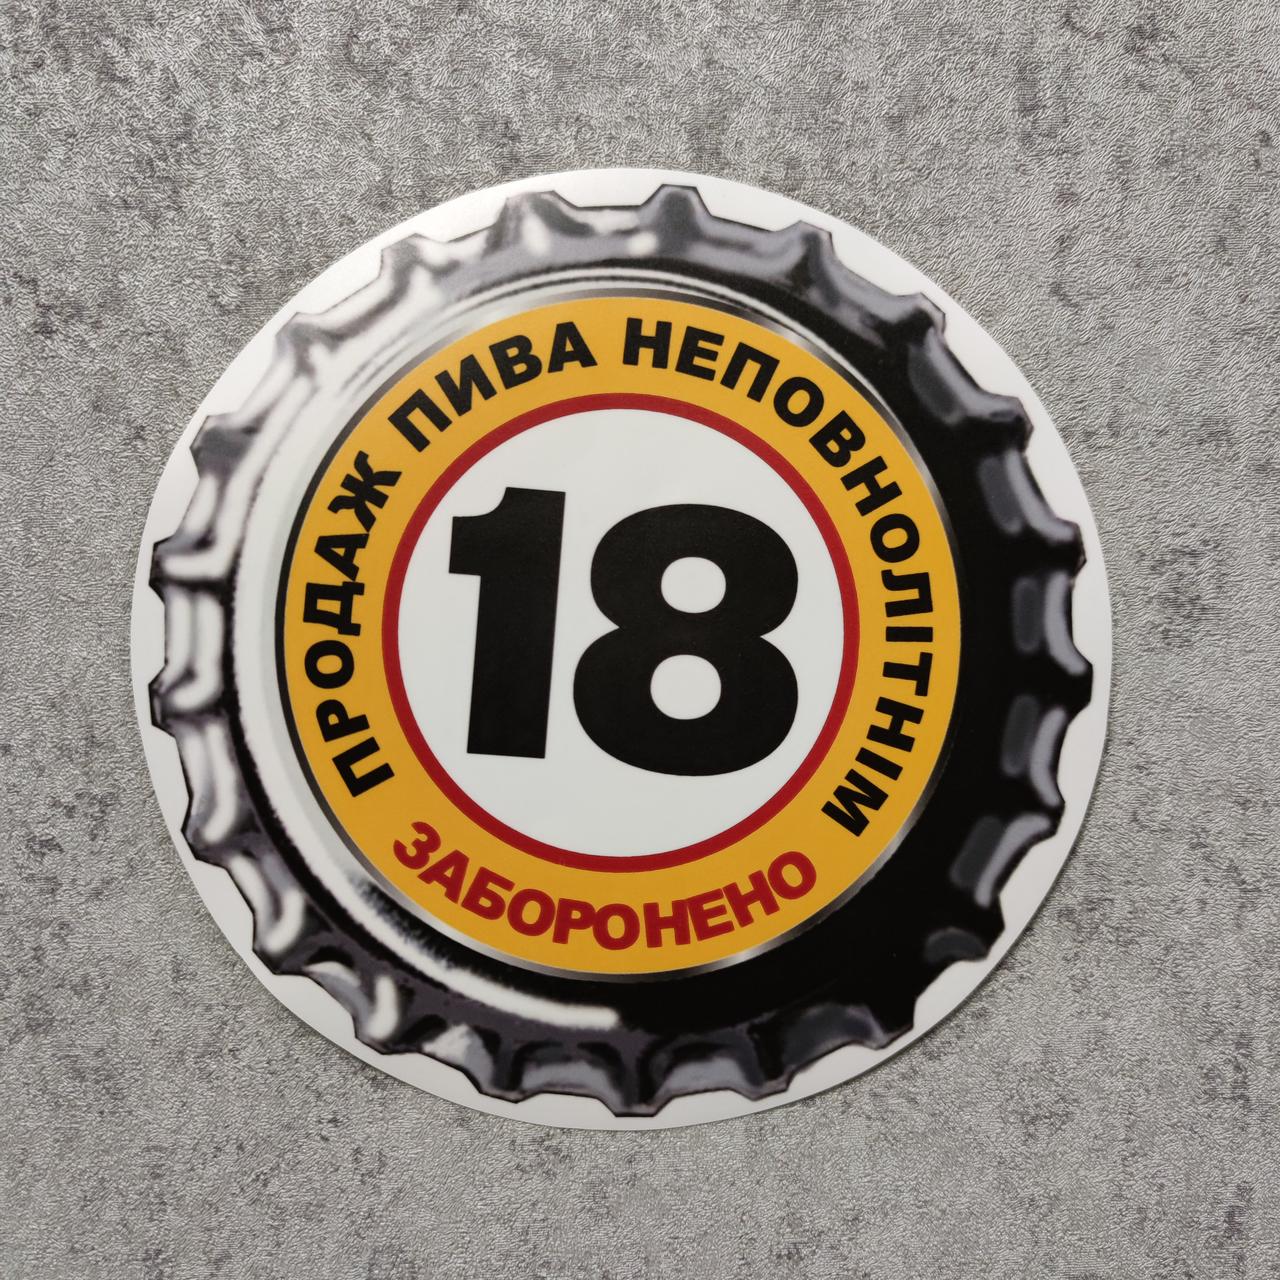 ПРОДАЖ ПИВА НЕПОВНОЛІТНІМ
18
ЗАБОРОНЕНО